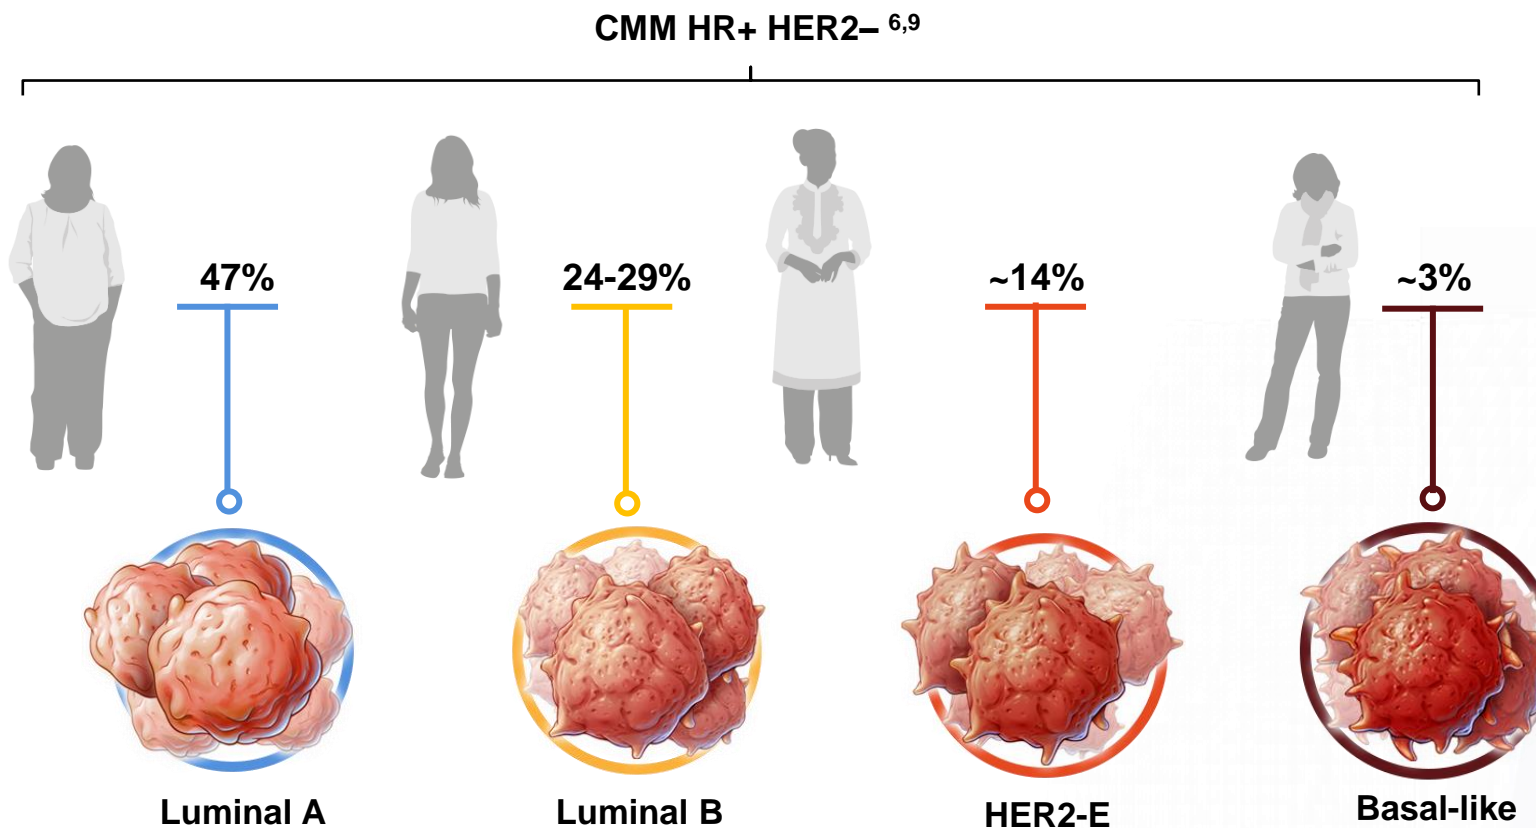 CMM HR+ HER2– 6,9
47%
24-29%
~14%
~3%
Luminal A
Luminal B
HER2-E
Basal-like